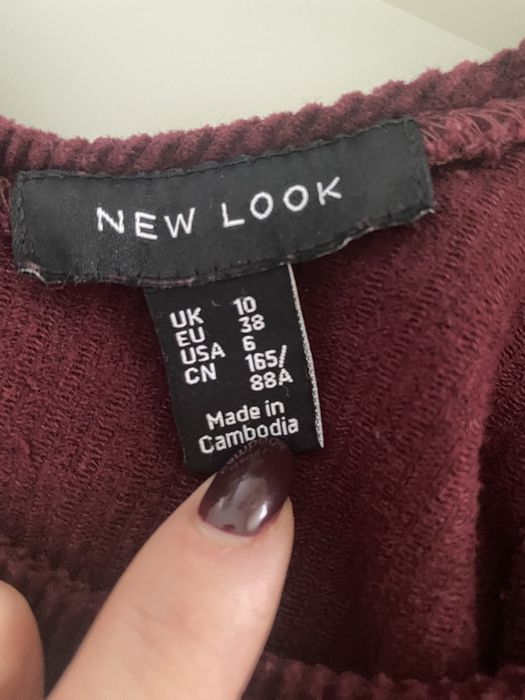 NEW LOOK
UK 10
EU 38
USA 6
CN 165/
88A
Made in
Cambodia